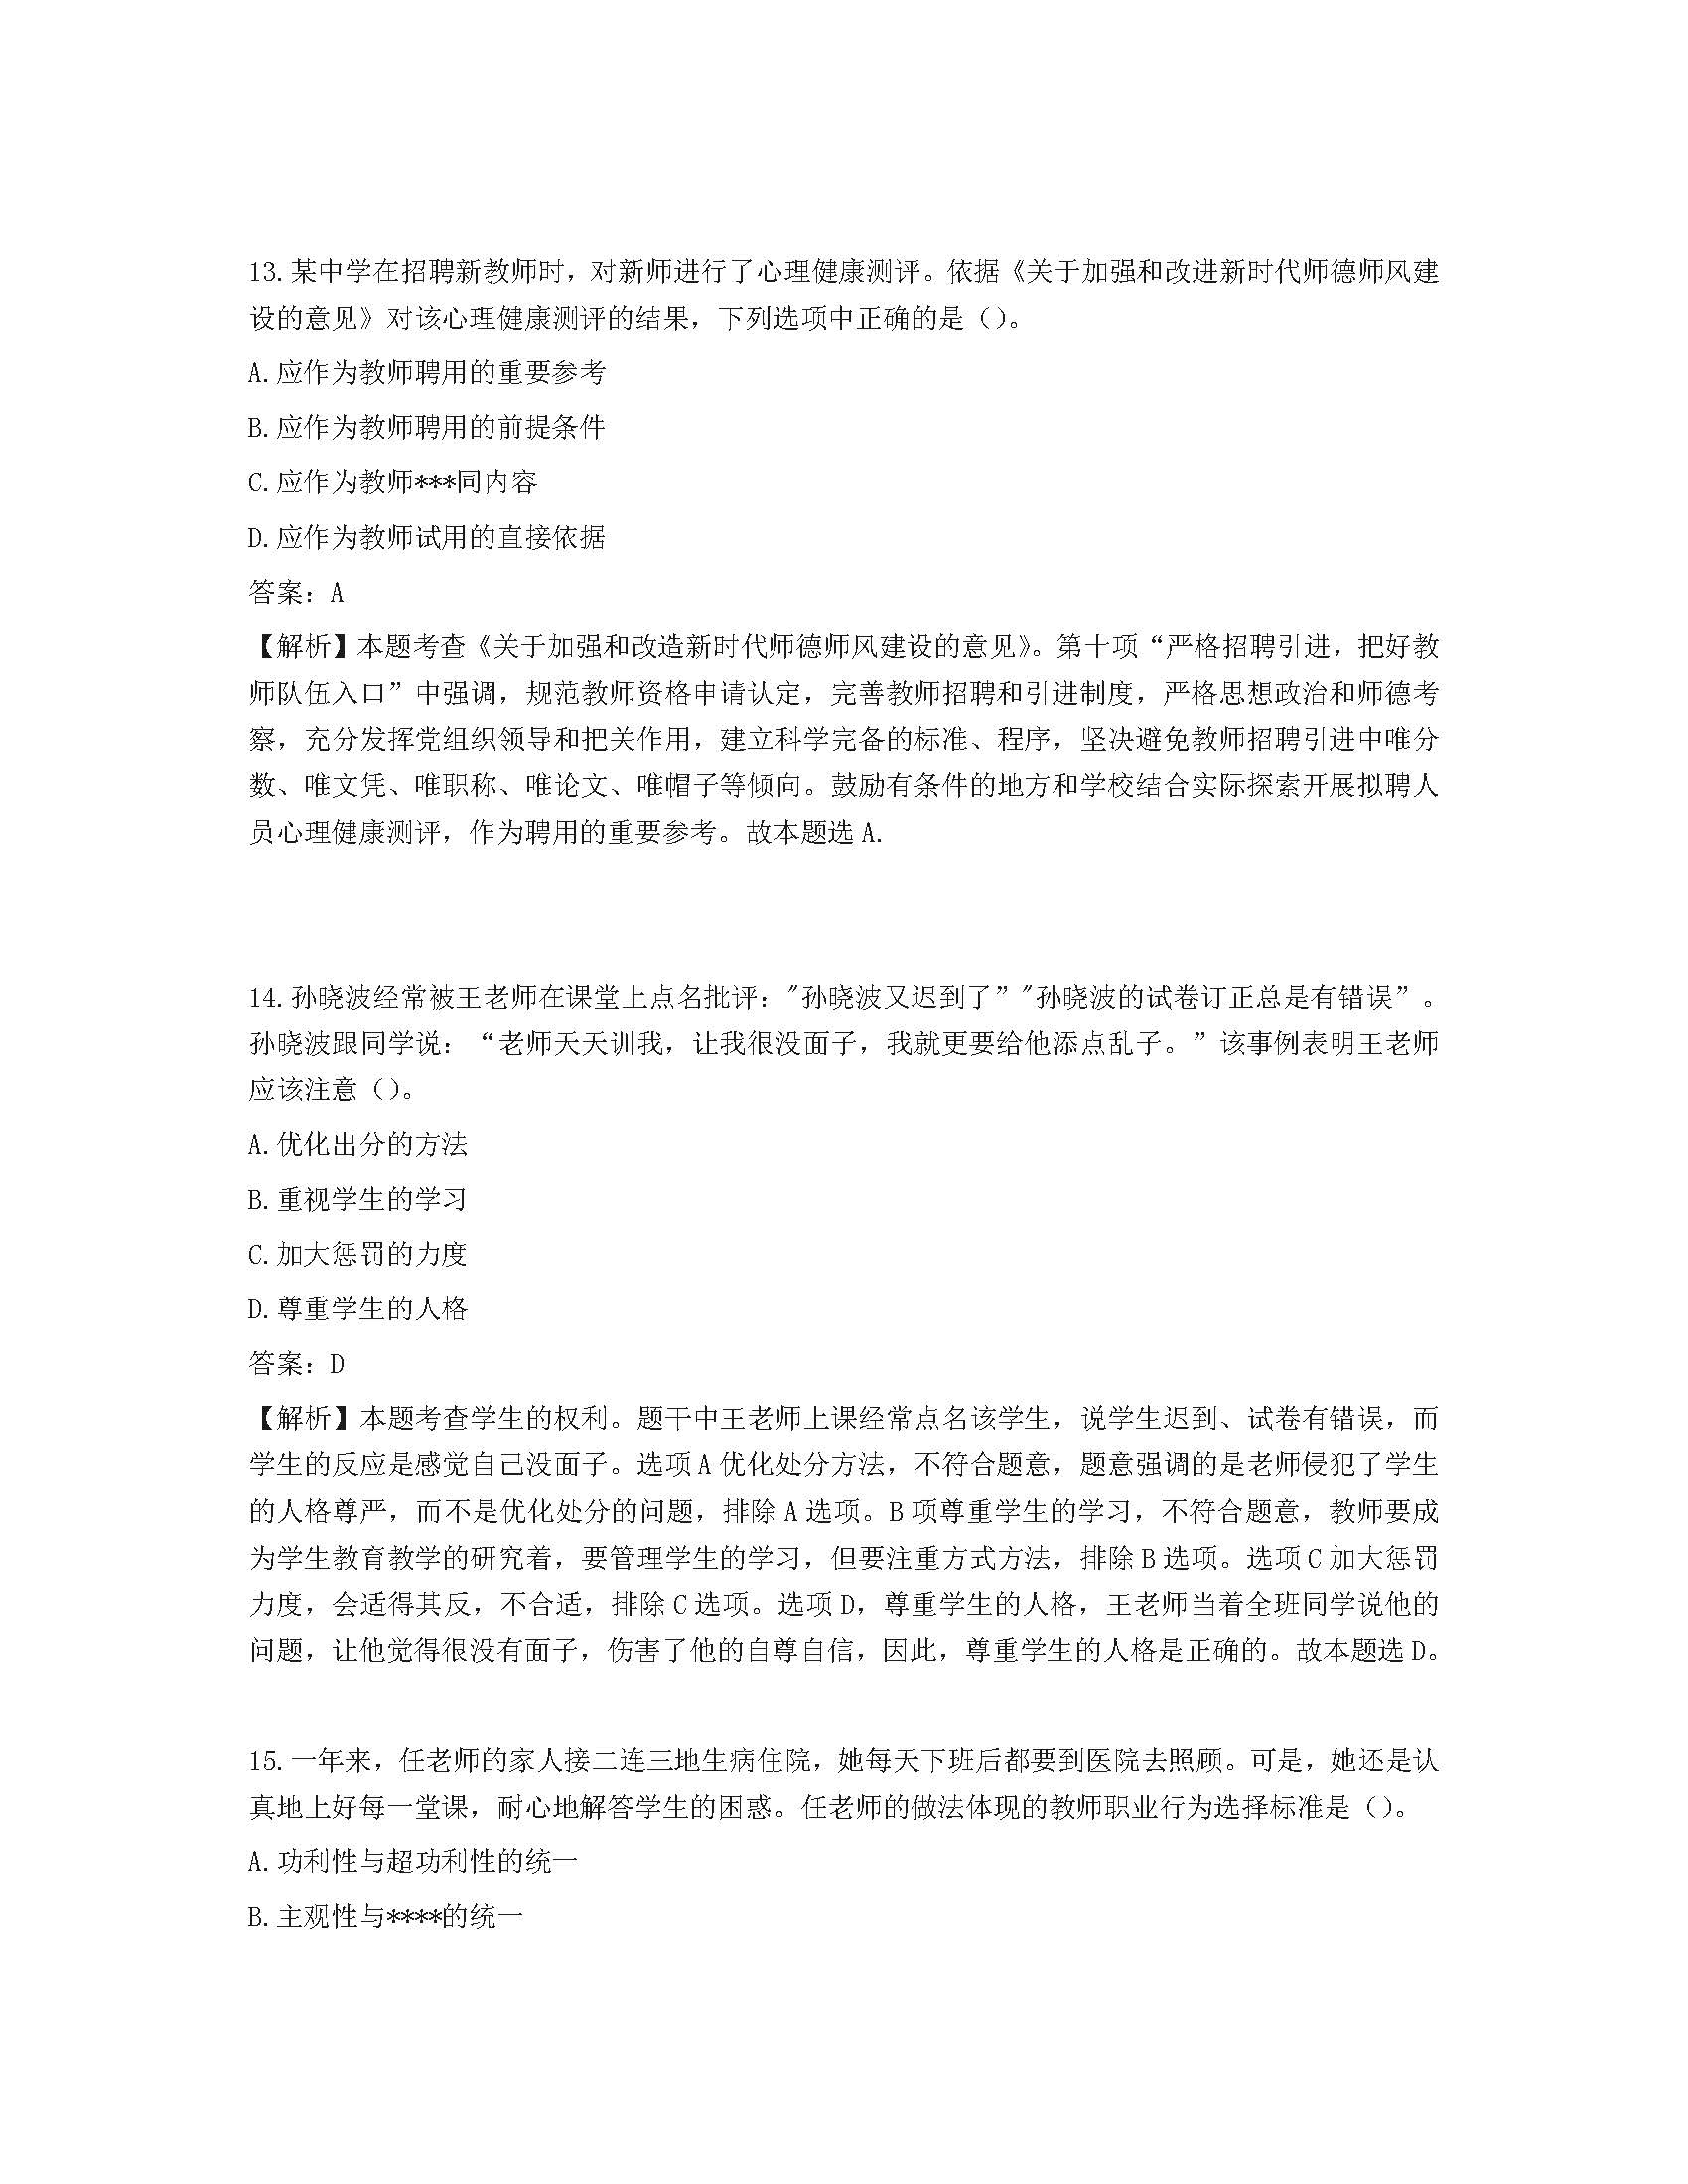 13.某中学在招聘新教师时，对新师进行了心理健康测评。依据《关于加强和改进新时代师德师风建
设的意见》对该心理健康测评的结果，下列选项中正确的是（）。
A.应作为教师聘用的重要参考
B.应作为教师聘用的前提条件
C.应作为教师***同内容
D.应作为教师试用的直接依据
答案：A
【解析】本题考查《关于加强和改造新时代师德师风建设的意见》。第十项“严格招聘引进，把好教
师队伍入口”中强调，规范教师资格申请认定，完善教师招聘和引进制度，严格思想政治和师德考
察，充分发挥党组织领导和把关作用，建立科学完备的标准、程序，坚决避免教师招聘引进中唯分
数、唯文凭、唯职称、唯论文、唯帽子等倾向。鼓励有条件的地方和学校结合实际探索开展拟聘人
员心理健康测评，作为聘用的重要参考。故本题选 A.
14.孙晓波经常被王老师在课堂上点名批评："孙晓波又迟到了”"孙晓波的试卷订正总是有错误”。
孙晓波跟同学说：“老师天天训我，让我很没面子，我就更要给他添点乱子。”该事例表明王老师
应该注意（）。
A.优化出分的方法
B.重视学生的学习
C.加大惩罚的力度
D.尊重学生的人格
答案：D
【解析】本题考查学生的权利。题干中王老师上课经常点名该学生，说学生迟到、试卷有错误，而
学生的反应是感觉自己没面子。选项 A 优化处分方法，不符合题意，题意强调的是老师侵犯了学生
的人格尊严，而不是优化处分的问题，排除 A 选项。B 项尊重学生的学习，不符合题意，教师要成
为学生教育教学的研究着，要管理学生的学习，但要注重方式方法，排除 B 选项。选项 C 加大惩罚
力度，会适得其反，不合适，排除 C 选项。选项 D，尊重学生的人格，王老师当着全班同学说他的
问题，让他觉得很没有面子，伤害了他的自尊自信，因此，尊重学生的人格是正确的。故本题选 D。
15.一年来，任老师的家人接二连三地生病住院，她每天下班后都要到医院去照顾。可是，她还是认
真地上好每一堂课，耐心地解答学生的困惑。任老师的做法体现的教师职业行为选择标准是（）。
A.功利性与超功利性的统一
B.主观性与****的统一